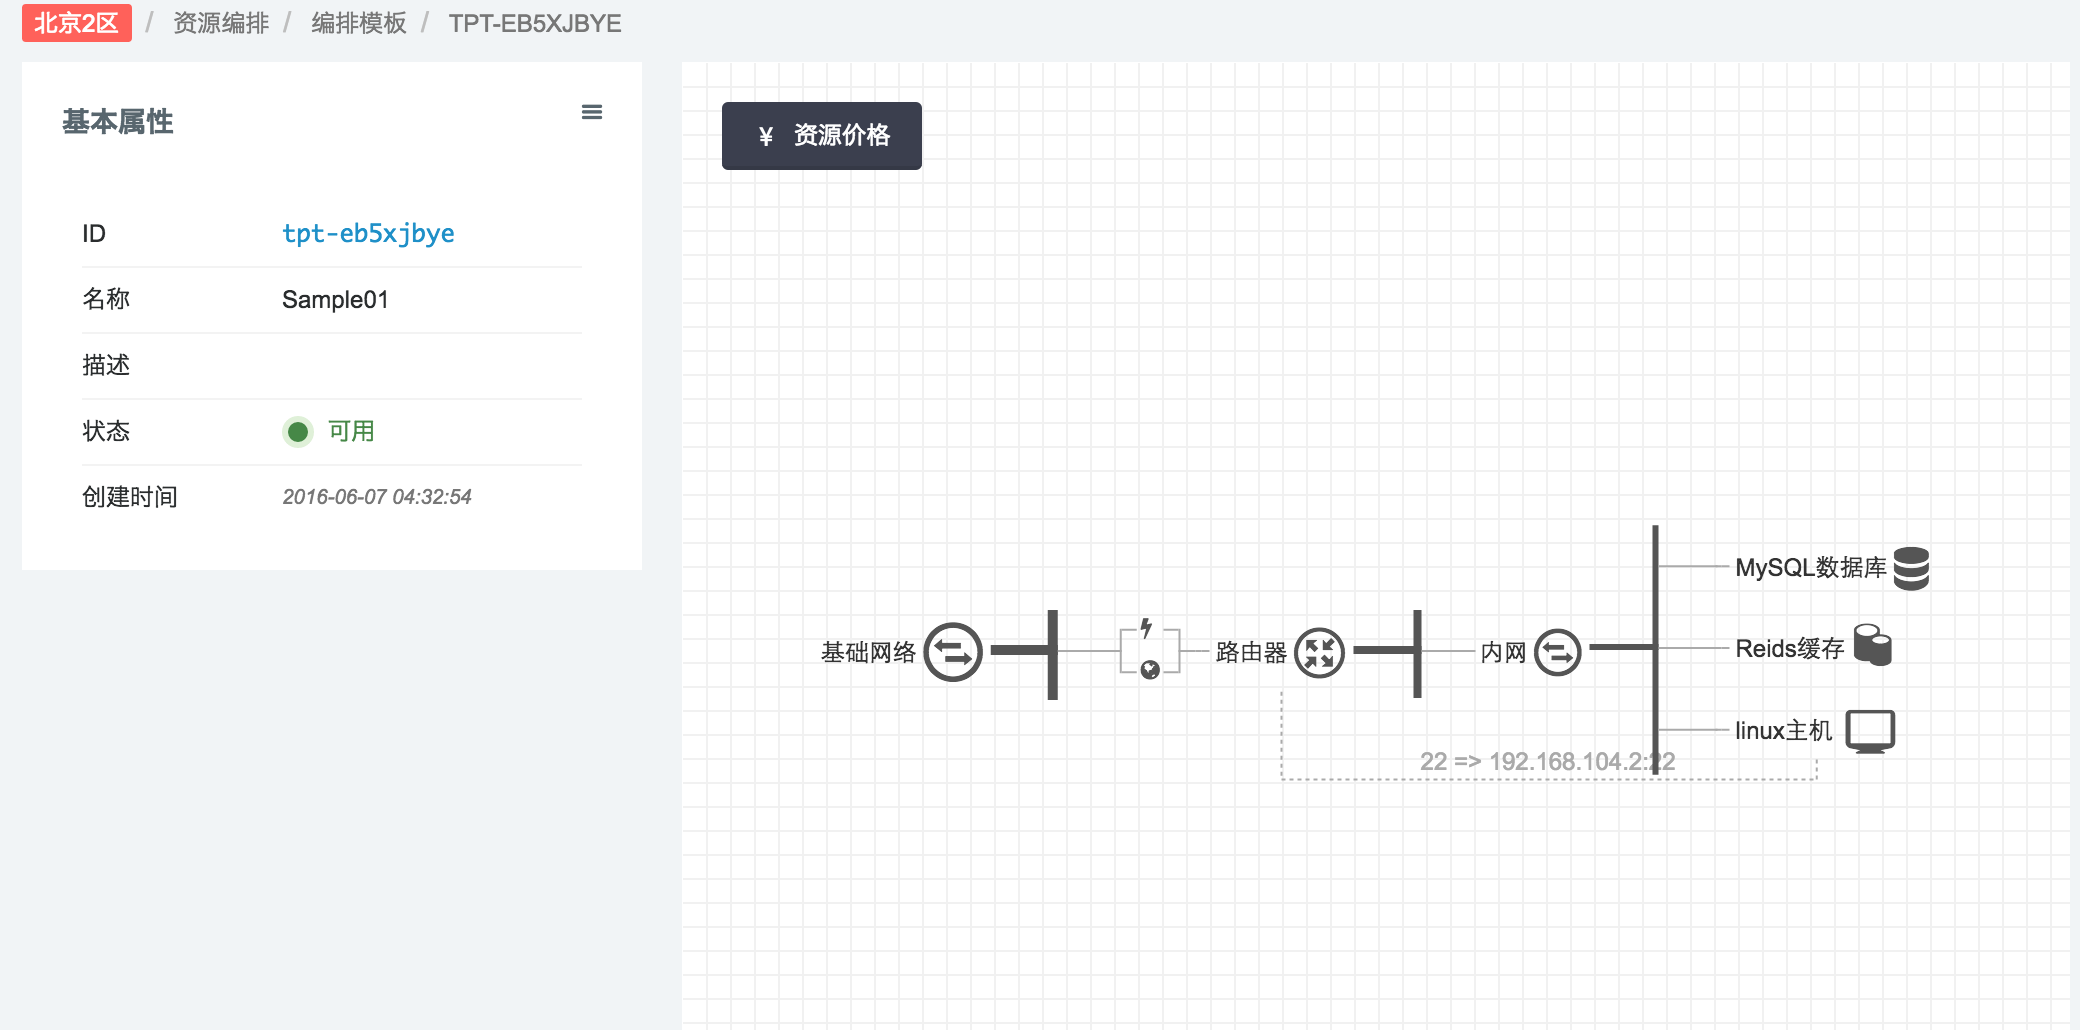 北京2区 / 资源编排 / 编排模板 / TPT-EB5XJBYE
基本属性
ID tpt-eb5xjbye
名称 Sample01
描述
状态 可用
创建时间 2016-06-07 04:32:54
¥ 资源价格
MySQL数据库
基础网络 路由器 内网 Reids缓存
linux主机
22 => 192.168.104.2:22